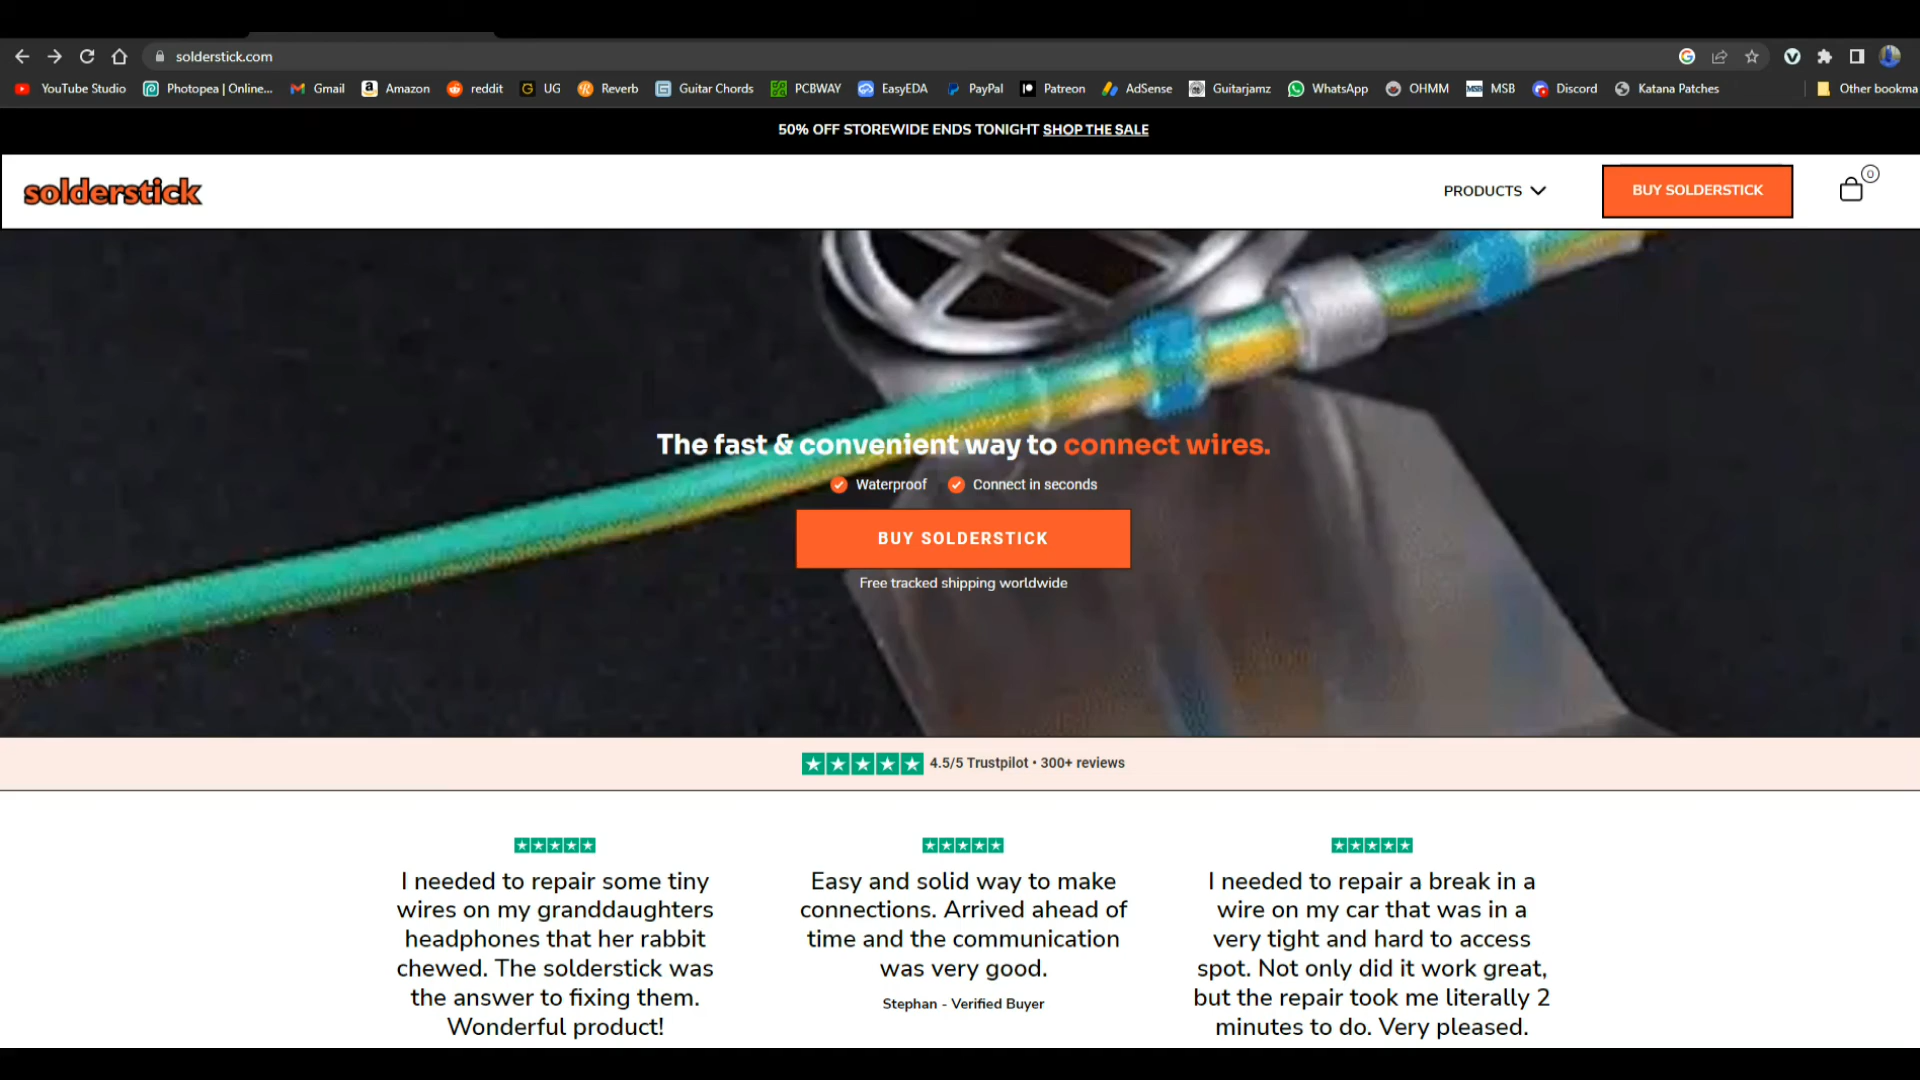 solderstick.com
YouTube Studio
Photopea | Online...
Gmail
Amazon
reddit
UG
Reverb
Guitar Chords
PCBWAY
EasyEDA
PayPal
Patreon
AdSense
Guitarjamz
WhatsApp
OHMM
MSB
Discord
Katana Patches
Other bookma
50% OFF STOREWIDE ENDS TONIGHT SHOP THE SALE
solderstick
PRODUCTS
BUY SOLDERSTICK
0
The fast & convenient way to connect wires.
Waterproof
Connect in seconds
BUY SOLDERSTICK
Free tracked shipping worldwide
4.5/5 Trustpilot • 300+ reviews
I needed to repair some tiny
wires on my granddaughters
headphones that her rabbit
chewed. The solderstick was
the answer to fixing them.
Wonderful product!
Easy and solid way to make
connections. Arrived ahead of
time and the communication
was very good.
Stephan - Verified Buyer
I needed to repair a break in a
wire on my car that was in a
very tight and hard to access
spot. Not only did it work great,
but the repair took me literally 2
minutes to do. Very pleased.